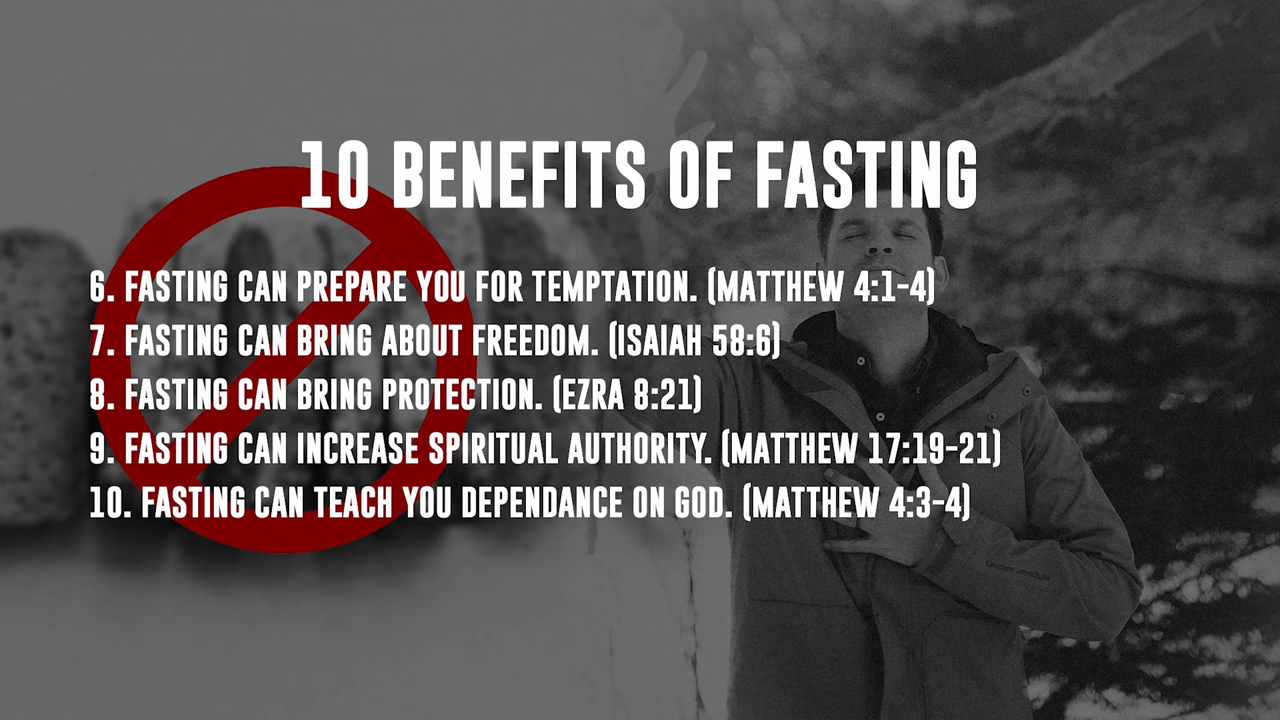 10 BENEFITS OF FASTING
6. FASTING CAN PREPARE YOU FOR TEMPTATION. (MATTHEW 4:1-4)
7. FASTING CAN BRING ABOUT FREEDOM. (ISAIAH 58:6)
8. FASTING CAN BRING PROTECTION. (EZRA 8:21)
9. FASTING CAN INCREASE SPIRITUAL AUTHORITY. (MATTHEW 17:19-21)
10. FASTING CAN TEACH YOU DEPENDANCE ON GOD. (MATTHEW 4:3-4)
UNDER ARMOUR